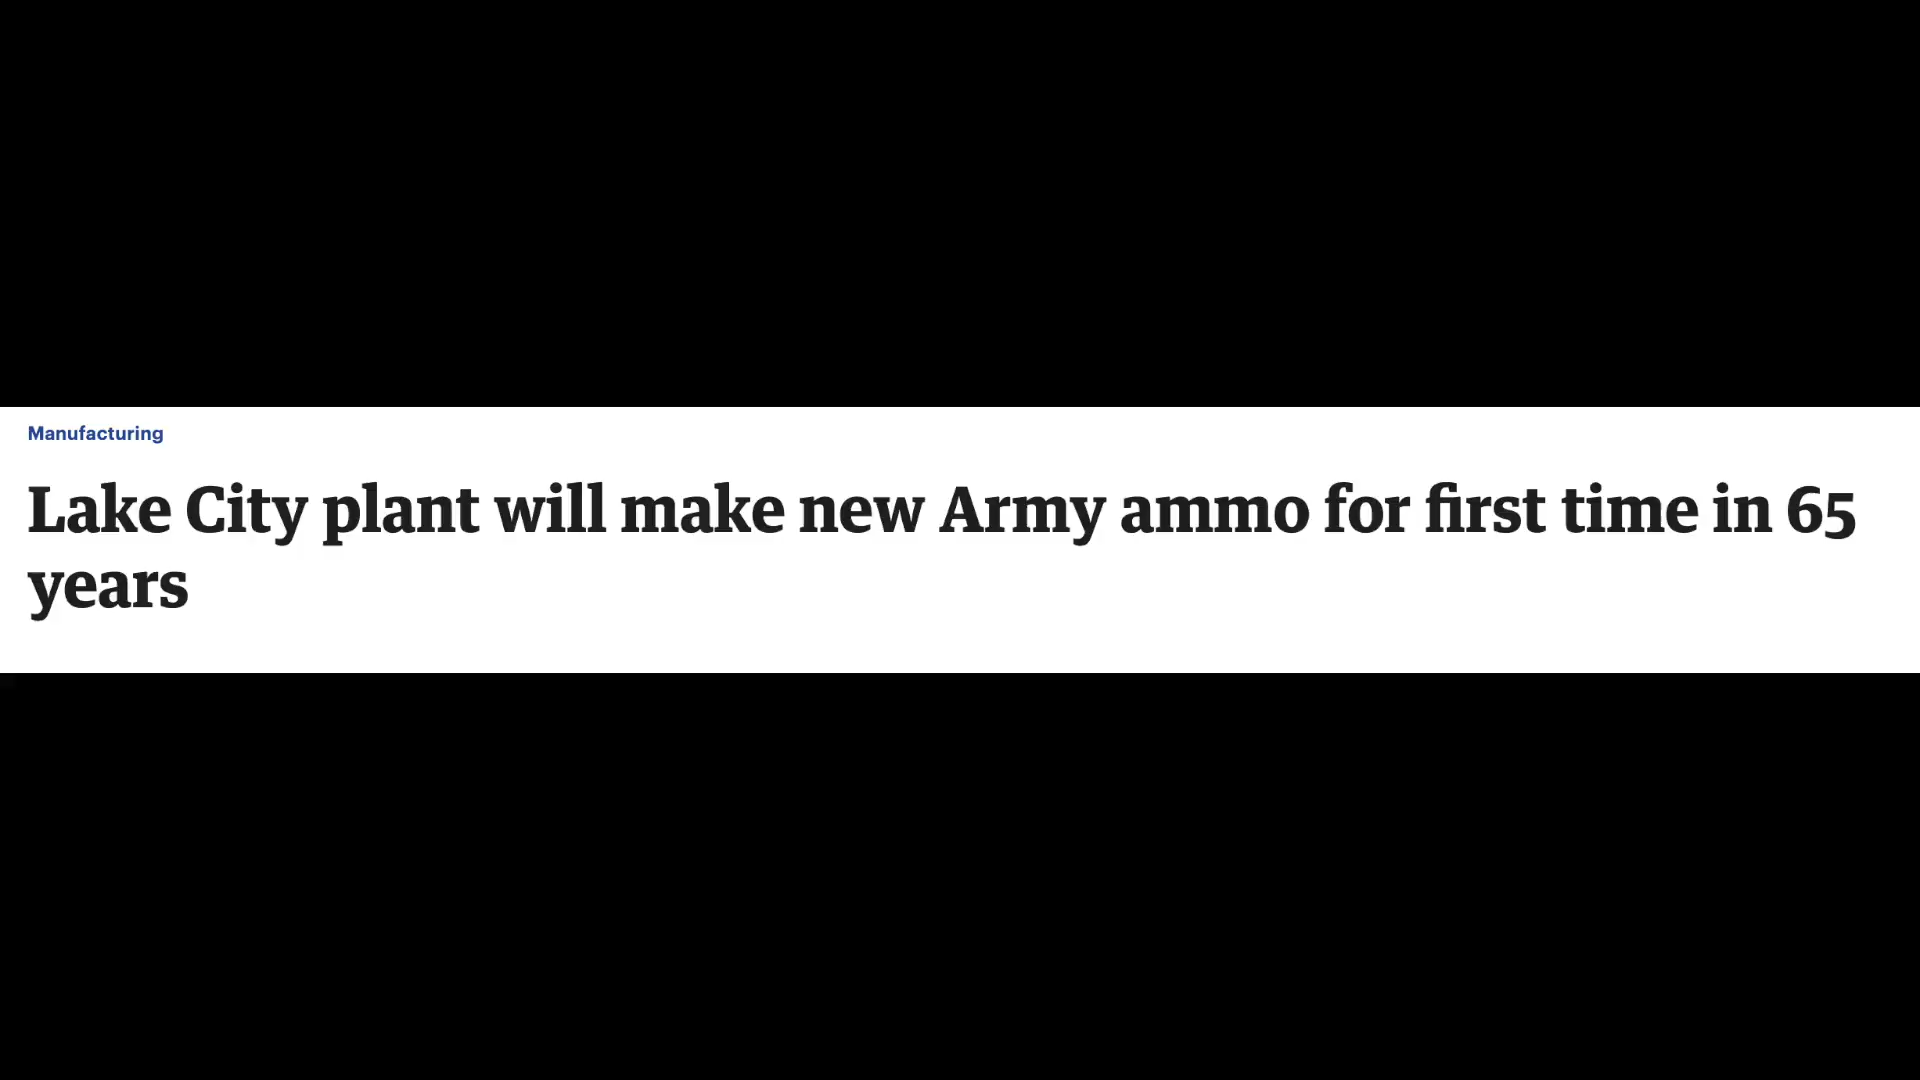 Manufacturing
Lake City plant will make new Army ammo for first time in 65
years